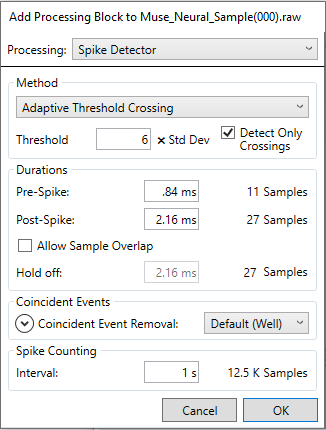 Add Processing Block to Muse_Neural_Sample(000).raw
Processing: Spike Detector
Method
Adaptive Threshold Crossing
Threshold 6 × Std Dev Detect Only Crossings
Durations
Pre-Spike: .84 ms 11 Samples
Post-Spike: 2.16 ms 27 Samples
Allow Sample Overlap
Hold off: 2.16 ms 27 Samples
Coincident Events
Coincident Event Removal: Default (Well)
Spike Counting
Interval: 1 s 12.5 K Samples
Cancel OK